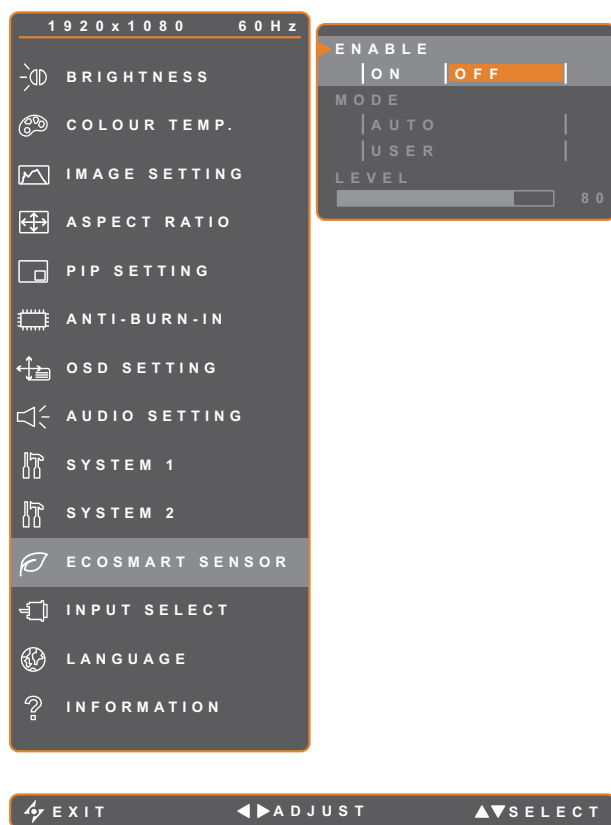 1920x1080 60Hz
BRIGHTNESS
COLOUR TEMP.
IMAGE SETTING
ASPECT RATIO
PIP SETTING
ANTI-BURN-IN
OSD SETTING
AUDIO SETTING
SYSTEM 1
SYSTEM 2
ECOSMART SENSOR
INPUT SELECT
LANGUAGE
INFORMATION
ENABLE
ON OFF
MODE
AUTO
USER
LEVEL
80
EXIT ADJUST SELECT